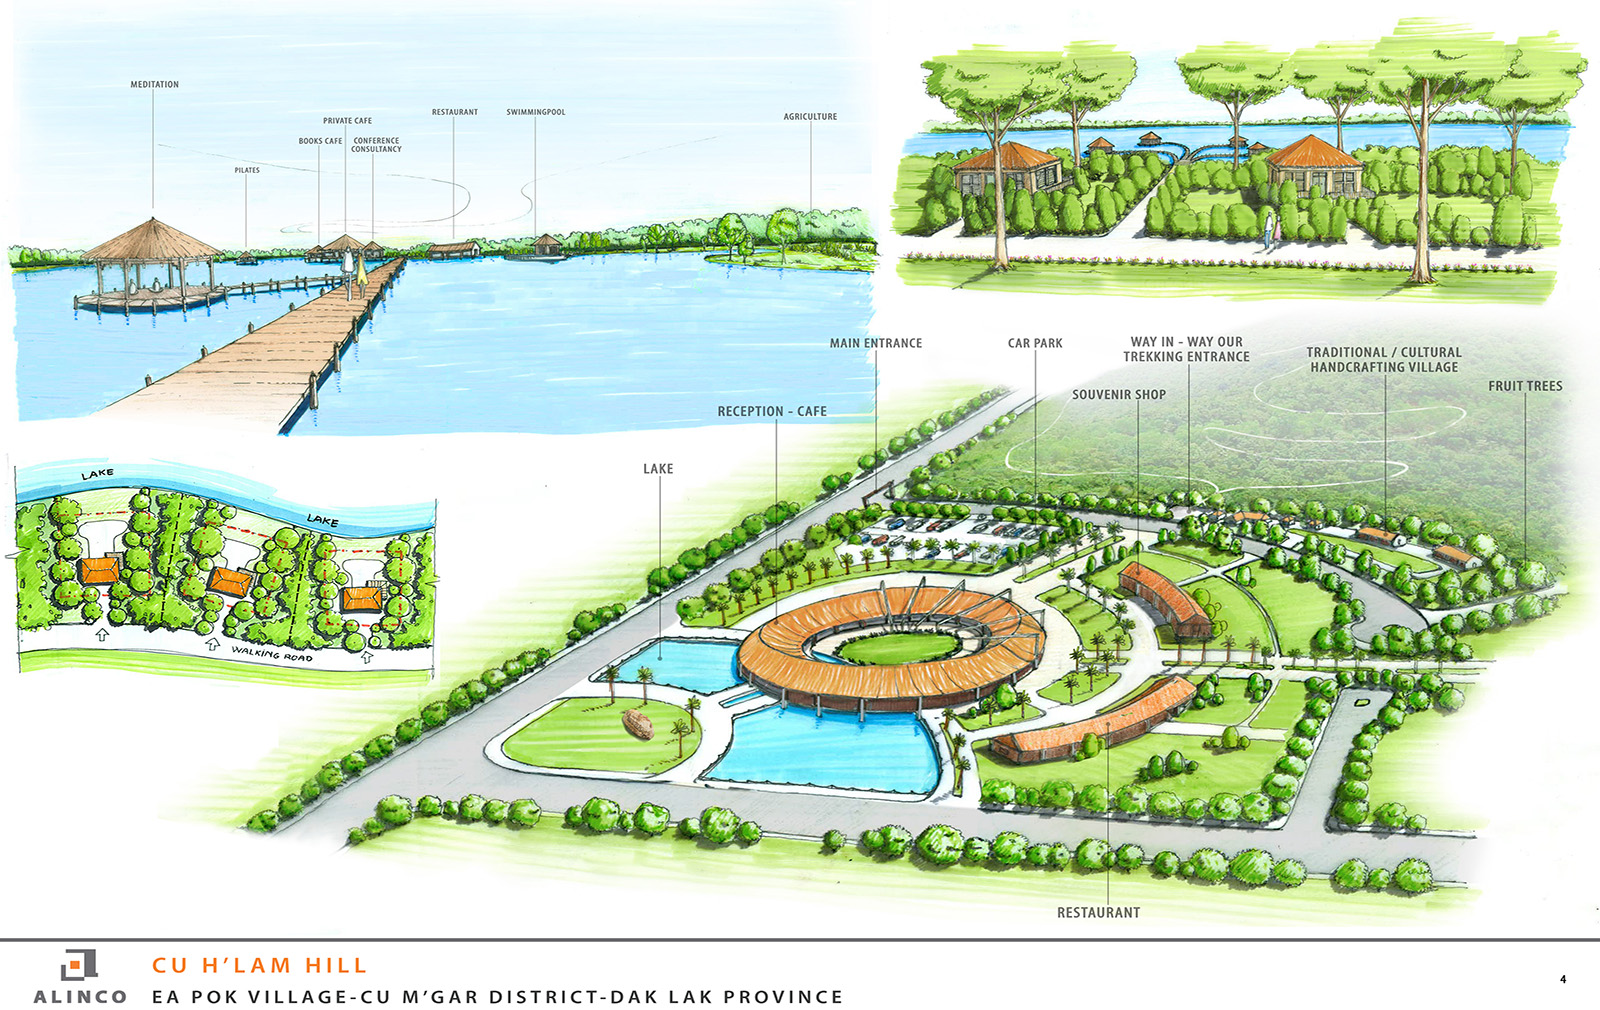 MEDITATION
PILATES
BOOKS CAFE
PRIVATE CAFE
CONFERENCE
CONSULTANCY
RESTAURANT
SWIMMINGPOOL
AGRICULTURE
LAKE
LAKE
WALKING ROAD
LAKE
RECEPTION - CAFE
MAIN ENTRANCE
CAR PARK
SOUVENIR SHOP
WAY IN - WAY OUR
TREKKING ENTRANCE
TRADITIONAL / CULTURAL
HANDCRAFTING VILLAGE
FRUIT TREES
RESTAURANT
ALINCO
CU H'LAM HILL
EA POK VILLAGE-CU M'GAR DISTRICT-DAK LAK PROVINCE
4